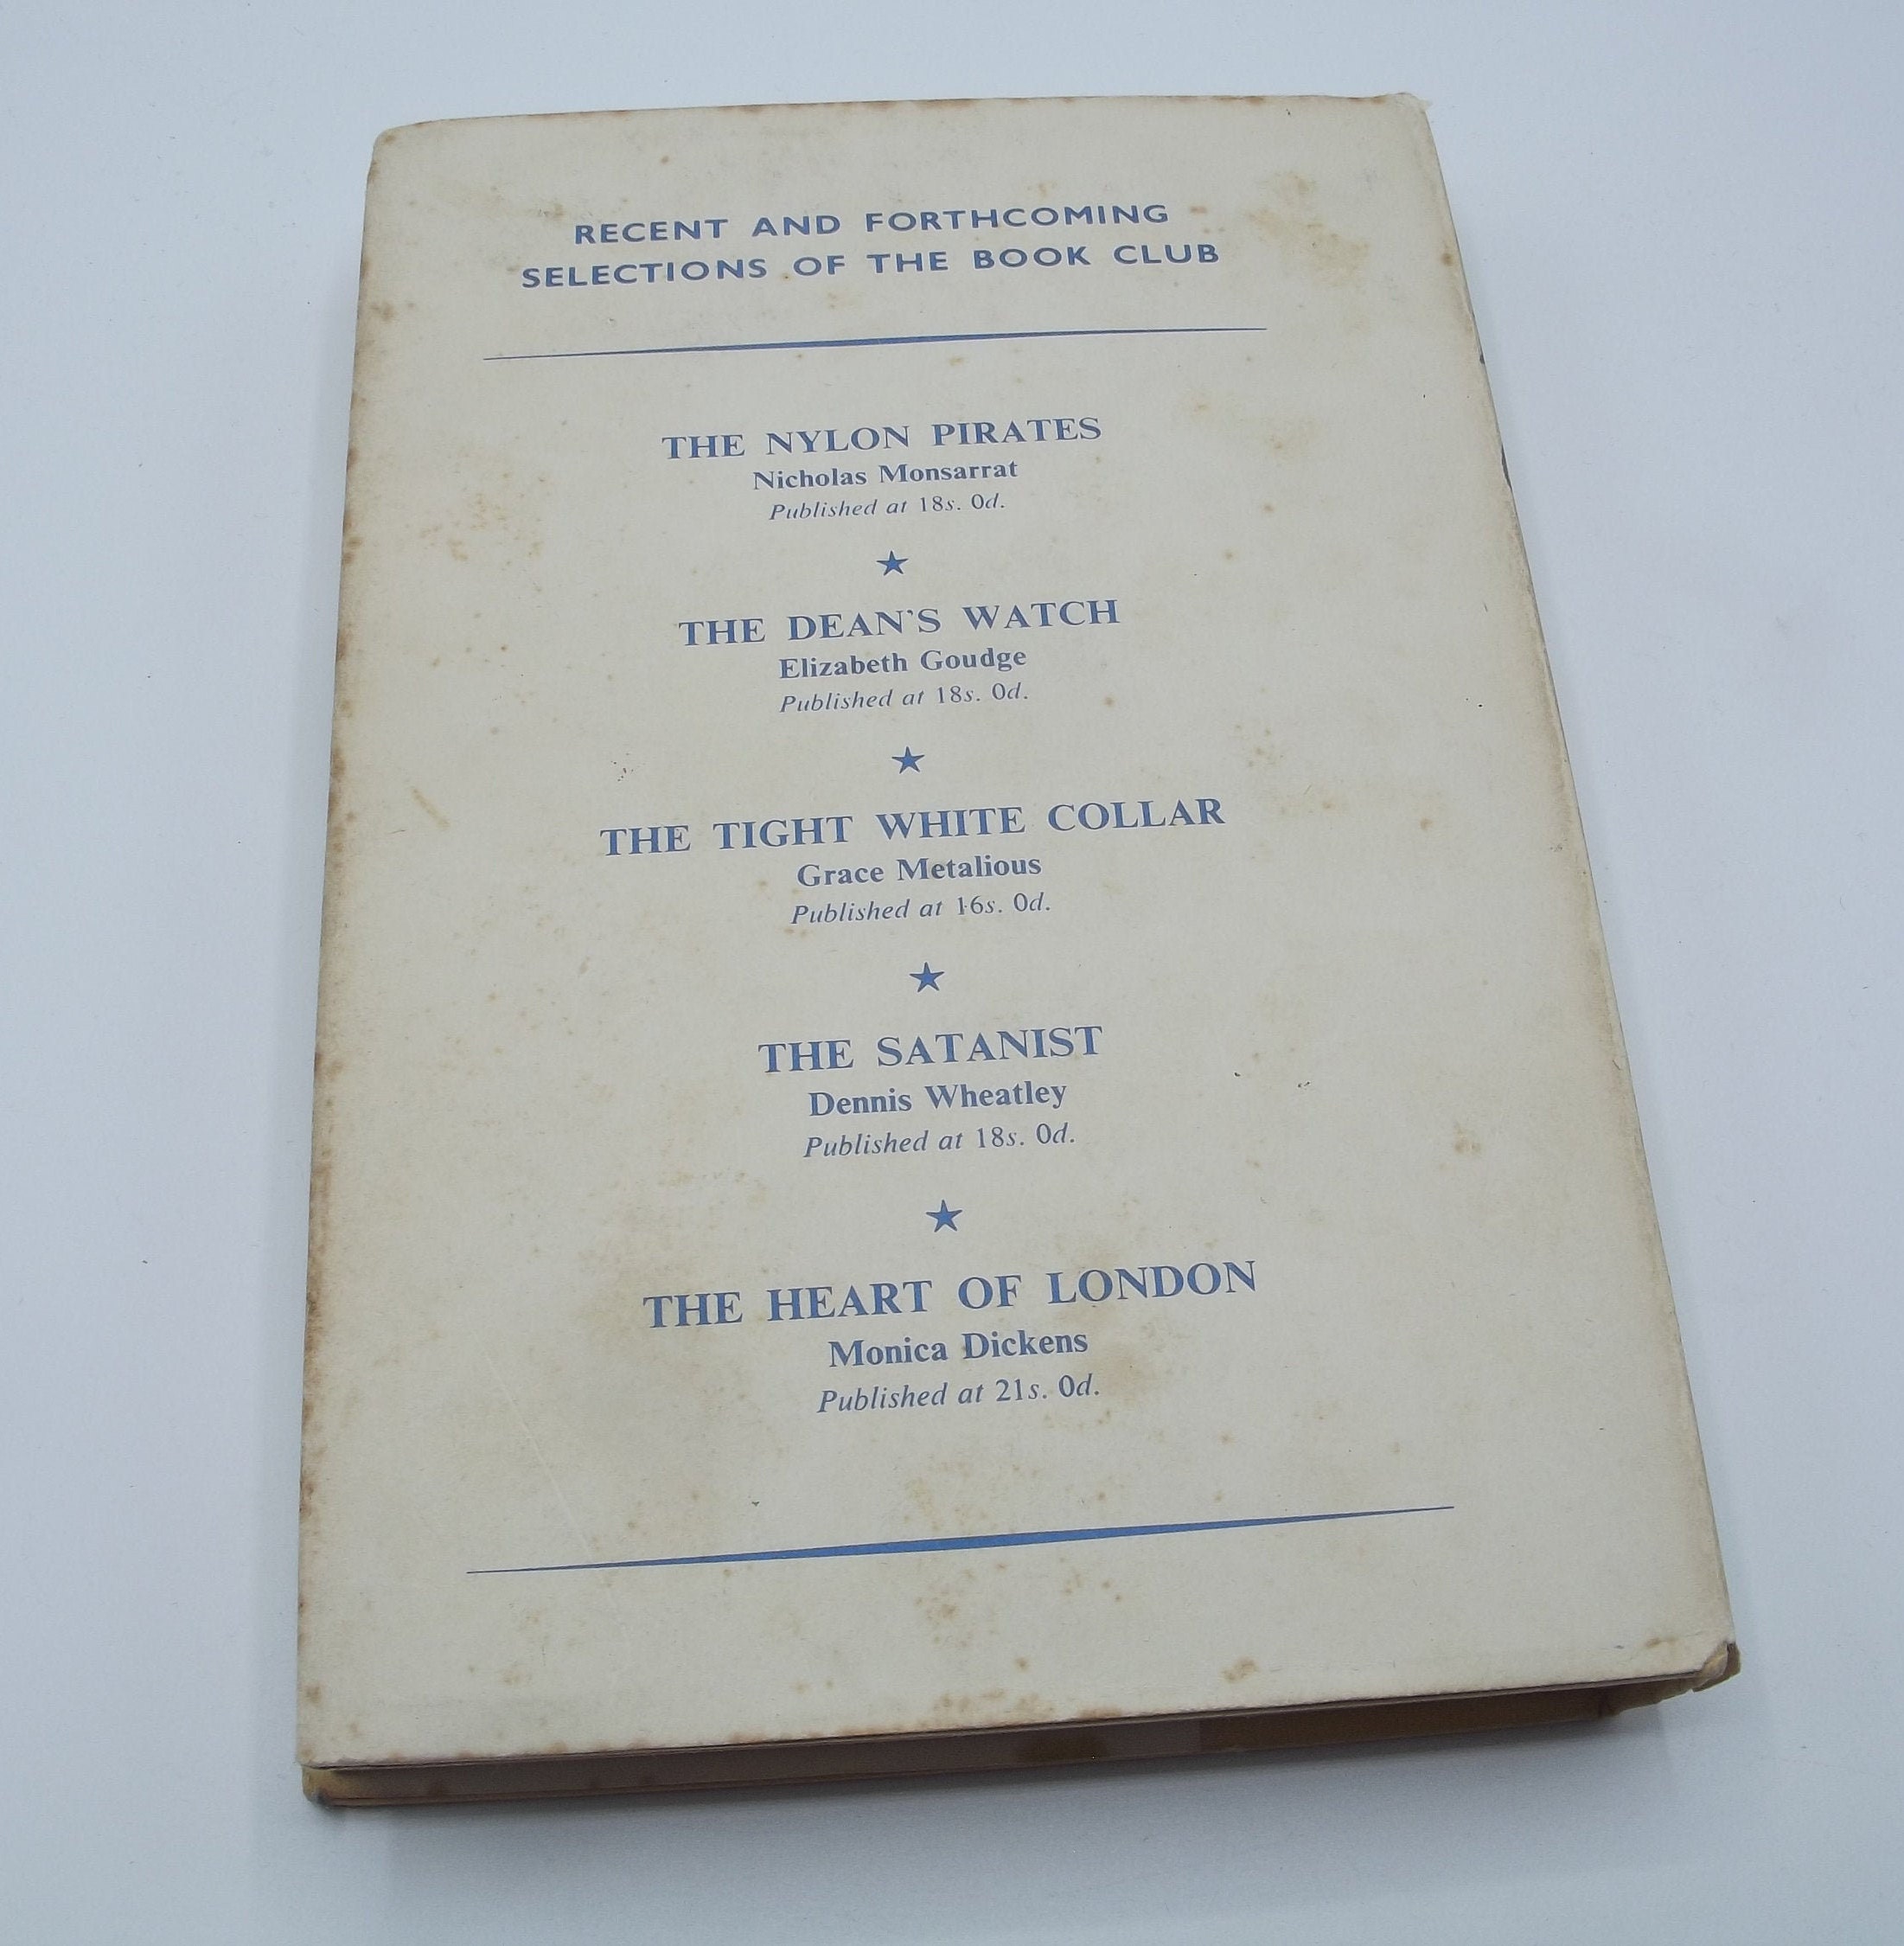 RECENT AND FORTHCOMING
SELECTIONS OF THE BOOK CLUB
THE NYLON PIRATES
Nicholas Monsarrat
Published at 18s. 0d.
THE DEAN'S WATCH
Elizabeth Goudge
Published at 18s. 0d.
THE TIGHT WHITE COLLAR
Grace Metalious
Published at 16s. 0d.
THE SATANIST
Dennis Wheatley
Published at 18s. 0d.
THE HEART OF LONDON
Monica Dickens
Published at 21s. 0d.